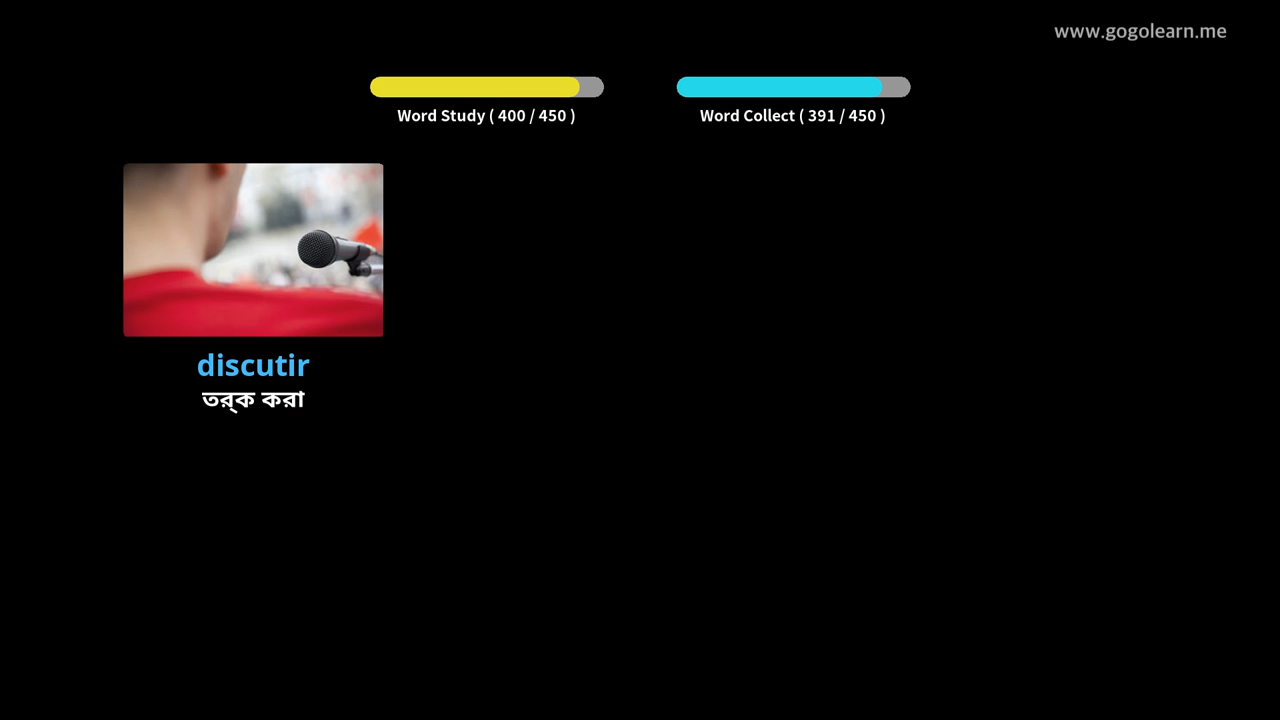 www.gogolearn.me
Word Study ( 400 / 450 )
Word Collect ( 391 / 450 )
discutir
তর্ক করা